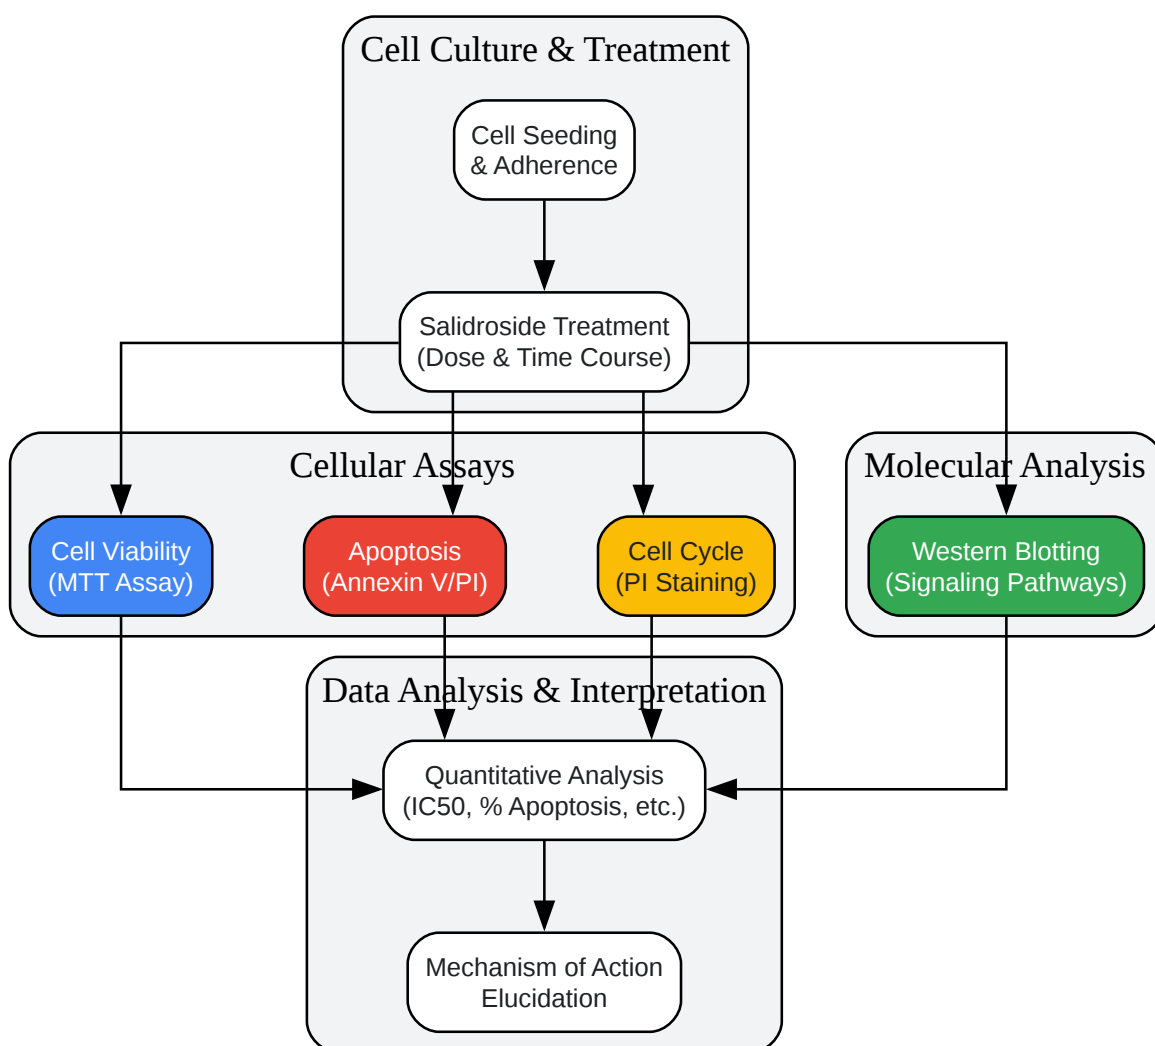 Cell Culture & Treatment
Cell Seeding
& Adherence
Salidroside Treatment
(Dose & Time Course)
Cellular Assays
Molecular Analysis
Cell Viability
(MTT Assay)
Apoptosis
(Annexin V/PI)
Cell Cycle
(PI Staining)
Western Blotting
(Signaling Pathways)
Data Analysis & Interpretation
Quantitative Analysis
(IC50, % Apoptosis, etc.)
Mechanism of Action
Elucidation